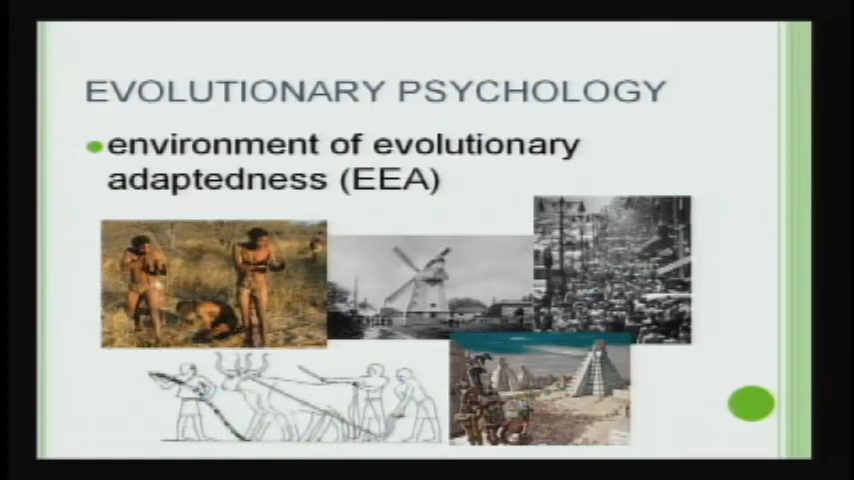 EVOLUTIONARY PSYCHOLOGY
environment of evolutionary
adaptedness (EEA)